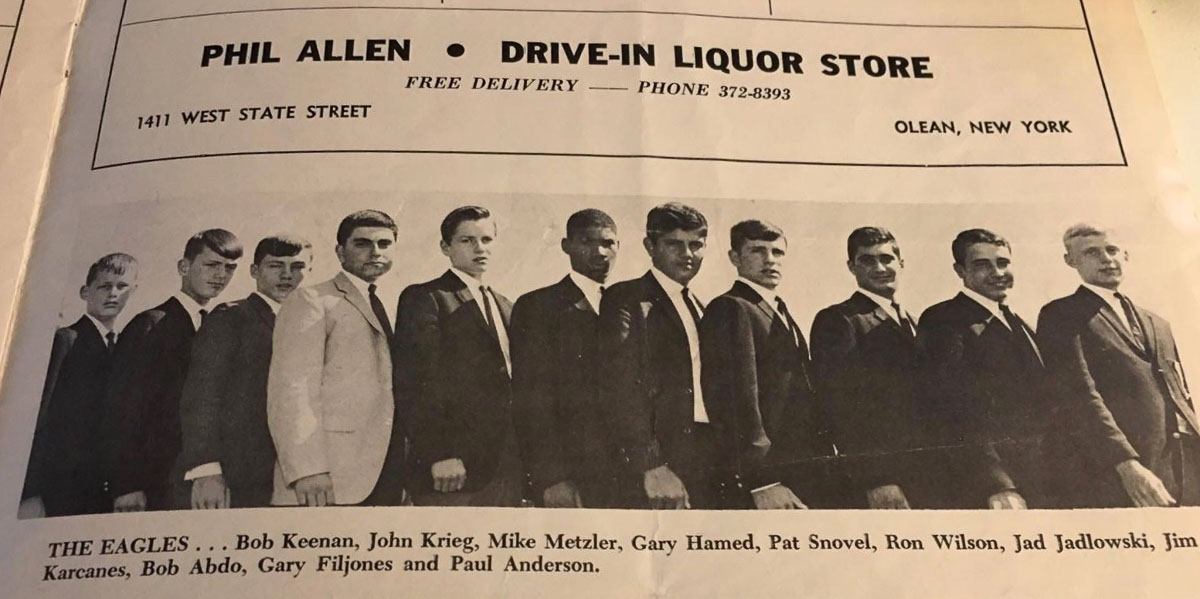 PHIL ALLEN • DRIVE-IN LIQUOR STORE
FREE DELIVERY — PHONE 372-8393
1411 WEST STATE STREET
OLEAN, NEW YORK
THE EAGLES . . . Bob Keenan, John Krieg, Mike Metzler, Gary Hamed, Pat Snovel, Ron Wilson, Jad Jadlowski, Jim
Karcanes, Bob Abdo, Gary Filjones and Paul Anderson.